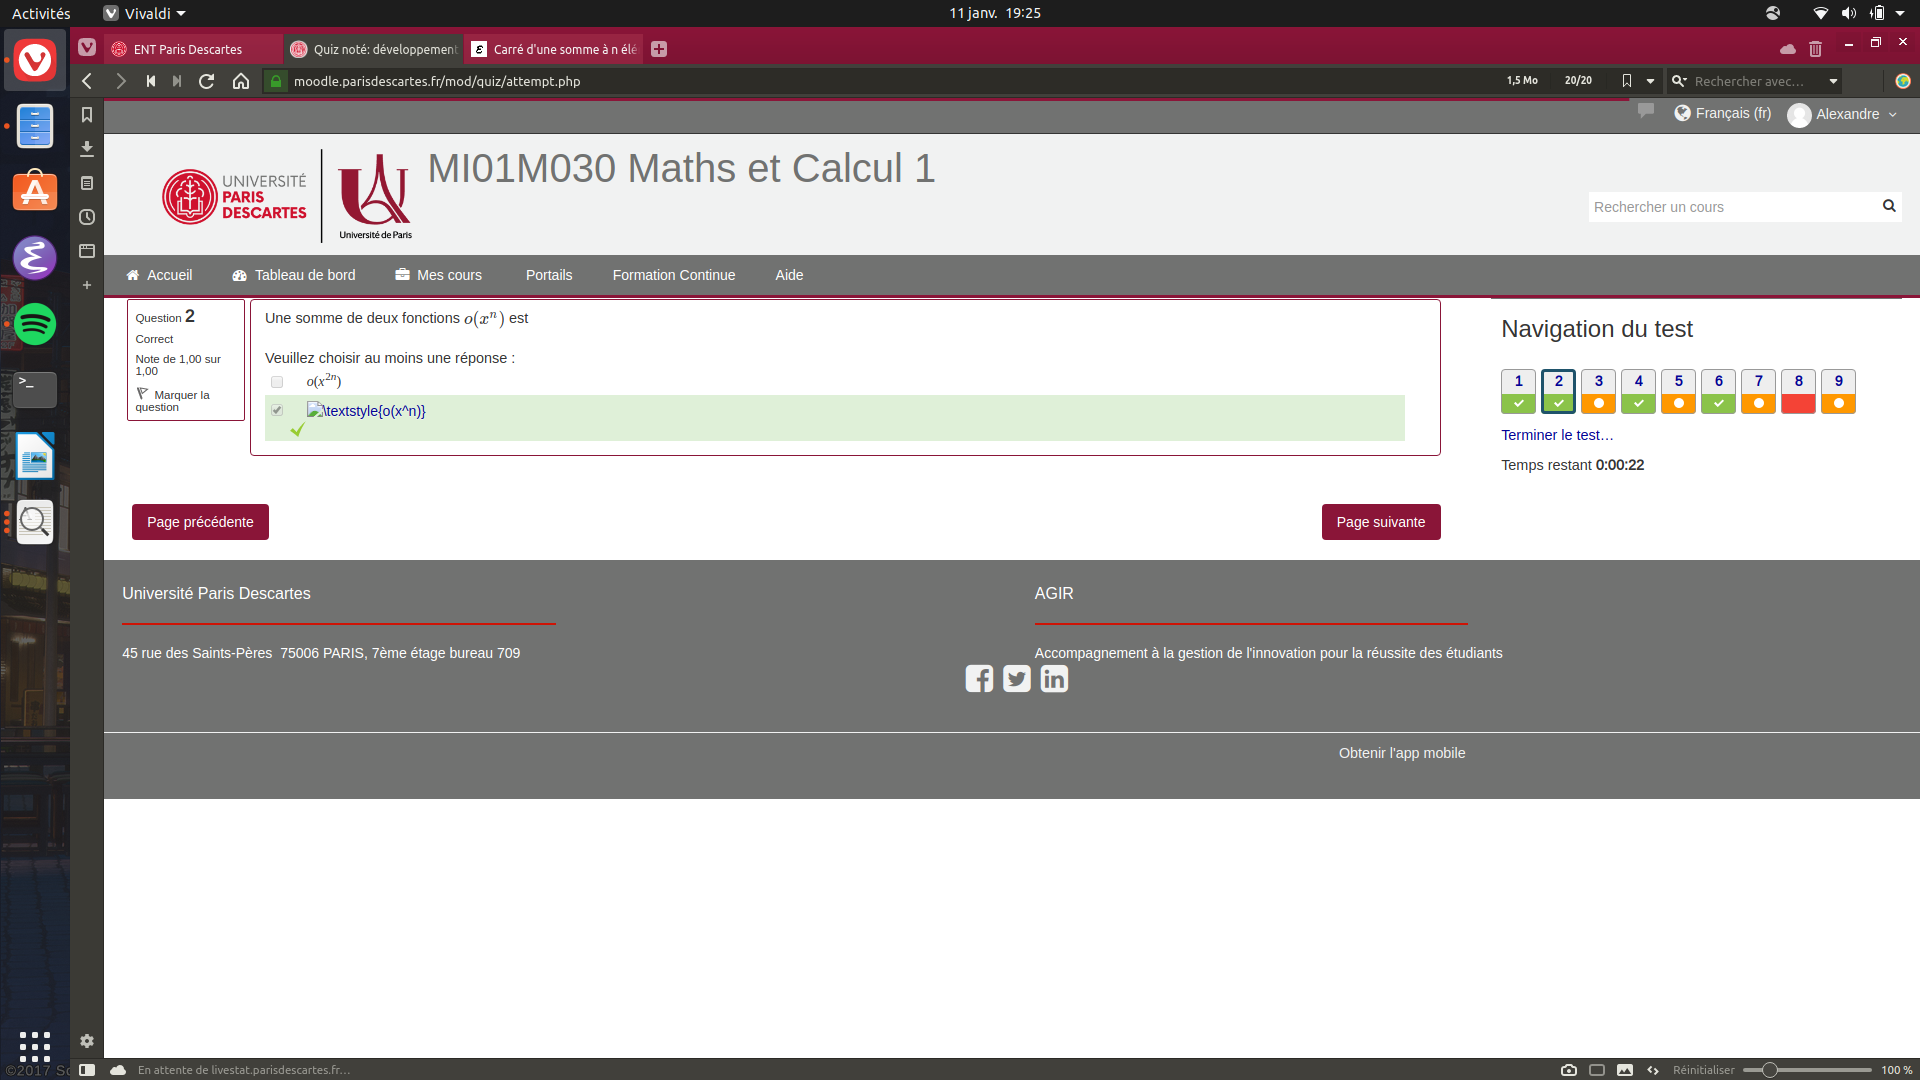 Activités
Vivaldi
11 janv. 19:25
ENT Paris Descartes
Quiz noté: développement
Carré d'une somme à n élé
moodle.parisdescartes.fr/mod/quiz/attempt.php
1,5 Mo
20/20
Rechercher avec...
Français (fr)
Alexandre
UNIVERSITÉ
PARIS
DESCARTES
Université de Paris
MI01M030 Maths et Calcul 1
Rechercher un cours
Accueil
Tableau de bord
Mes cours
Portails
Formation Continue
Aide
Question 2
Correct
Note de 1,00 sur
1,00
Marquer la
question
Une somme de deux fonctions o(xⁿ) est
Veuillez choisir au moins une réponse :
o(x²ⁿ)
\textstyle{o(x^n)}
Page précédente
Page suivante
Navigation du test
1 2 3 4 5 6 7 8 9
Terminer le test…
Temps restant 0:00:22
Université Paris Descartes
45 rue des Saints-Pères 75006 PARIS, 7ème étage bureau 709
AGIR
Accompagnement à la gestion de l'innovation pour la réussite des étudiants
Obtenir l'app mobile
©2017
En attente de livestat.parisdescartes.fr…
Réinitialiser
100 %